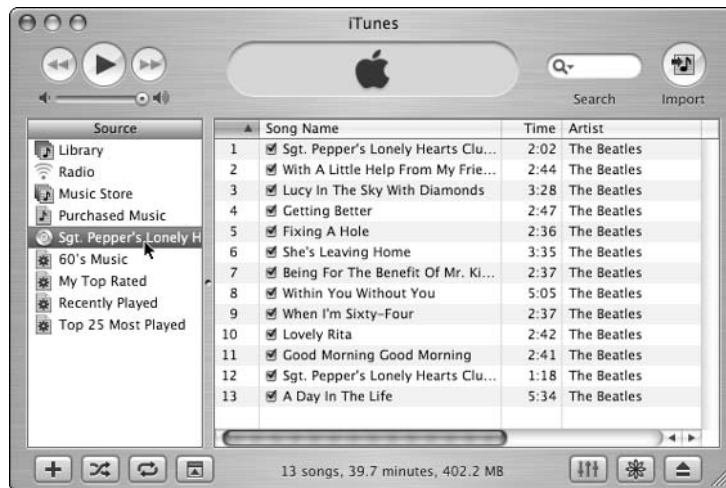 iTunes
Search
Import
Source
Library
Radio
Music Store
Purchased Music
Sgt. Pepper's Lonely H
60's Music
My Top Rated
Recently Played
Top 25 Most Played
Song Name Time Artist
1 Sgt. Pepper's Lonely Hearts Clu... 2:02 The Beatles
2 With A Little Help From My Frie... 2:44 The Beatles
3 Lucy In The Sky With Diamonds 3:28 The Beatles
4 Getting Better 2:47 The Beatles
5 Fixing A Hole 2:36 The Beatles
6 She's Leaving Home 3:35 The Beatles
7 Being For The Benefit Of Mr. Ki... 2:37 The Beatles
8 Within You Without You 5:05 The Beatles
9 When I'm Sixty-Four 2:37 The Beatles
10 Lovely Rita 2:42 The Beatles
11 Good Morning Good Morning 2:41 The Beatles
12 Sgt. Pepper's Lonely Hearts Clu... 1:18 The Beatles
13 A Day In The Life 5:34 The Beatles
13 songs, 39.7 minutes, 402.2 MB